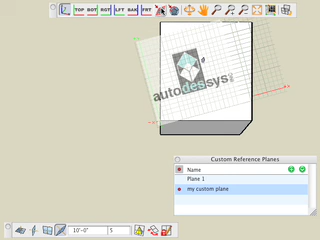 TOP BOT RGT LFT BAK FRT
autodessys
Custom Reference Planes
Name
Plane 1
my custom plane
10'-0" 5